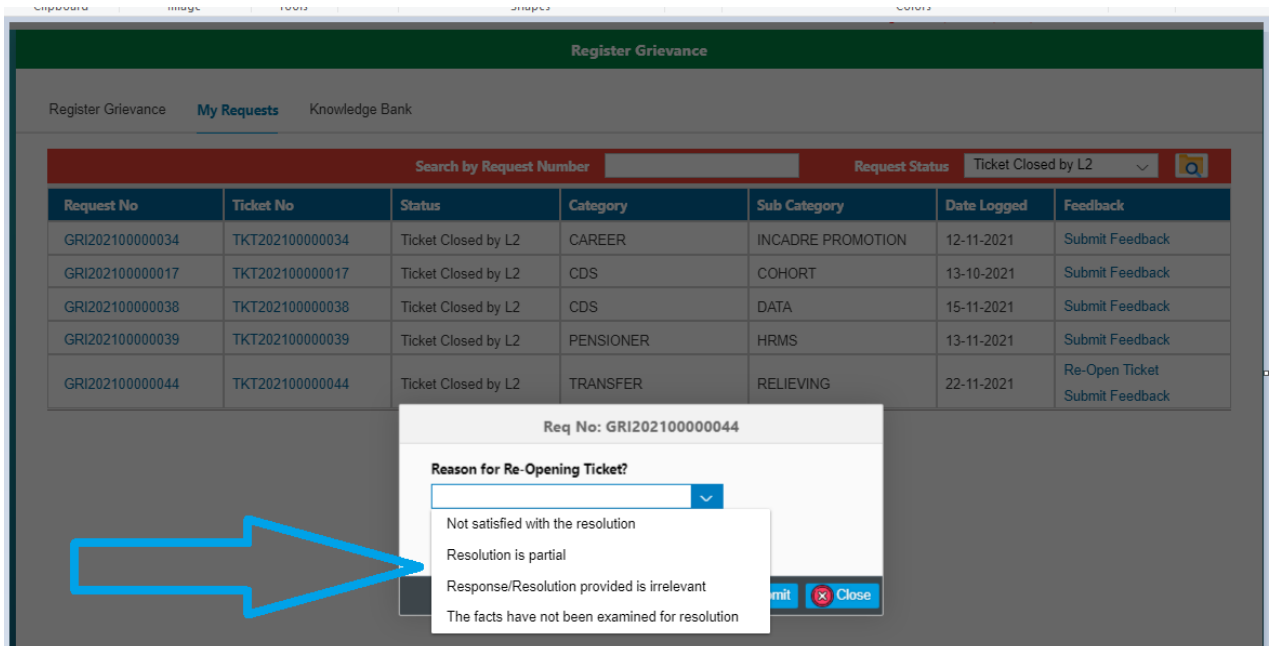 Clipboard Image Tools Shapes Colors
Register Grievance
Register Grievance My Requests Knowledge Bank
Search by Request Number Request Status Ticket Closed by L2
Request No Ticket No Status Category Sub Category Date Logged Feedback
GRI202100000034 TKT202100000034 Ticket Closed by L2 CAREER INCADRE PROMOTION 12-11-2021 Submit Feedback
GRI202100000017 TKT202100000017 Ticket Closed by L2 CDS COHORT 13-10-2021 Submit Feedback
GRI202100000038 TKT202100000038 Ticket Closed by L2 CDS DATA 15-11-2021 Submit Feedback
GRI202100000039 TKT202100000039 Ticket Closed by L2 PENSIONER HRMS 13-11-2021 Submit Feedback
GRI202100000044 TKT202100000044 Ticket Closed by L2 TRANSFER RELIEVING 22-11-2021 Re-Open Ticket
Submit Feedback
Req No: GRI202100000044
Reason for Re-Opening Ticket?
Not satisfied with the resolution
Resolution is partial
Response/Resolution provided is irrelevant
mit Close
The facts have not been examined for resolution